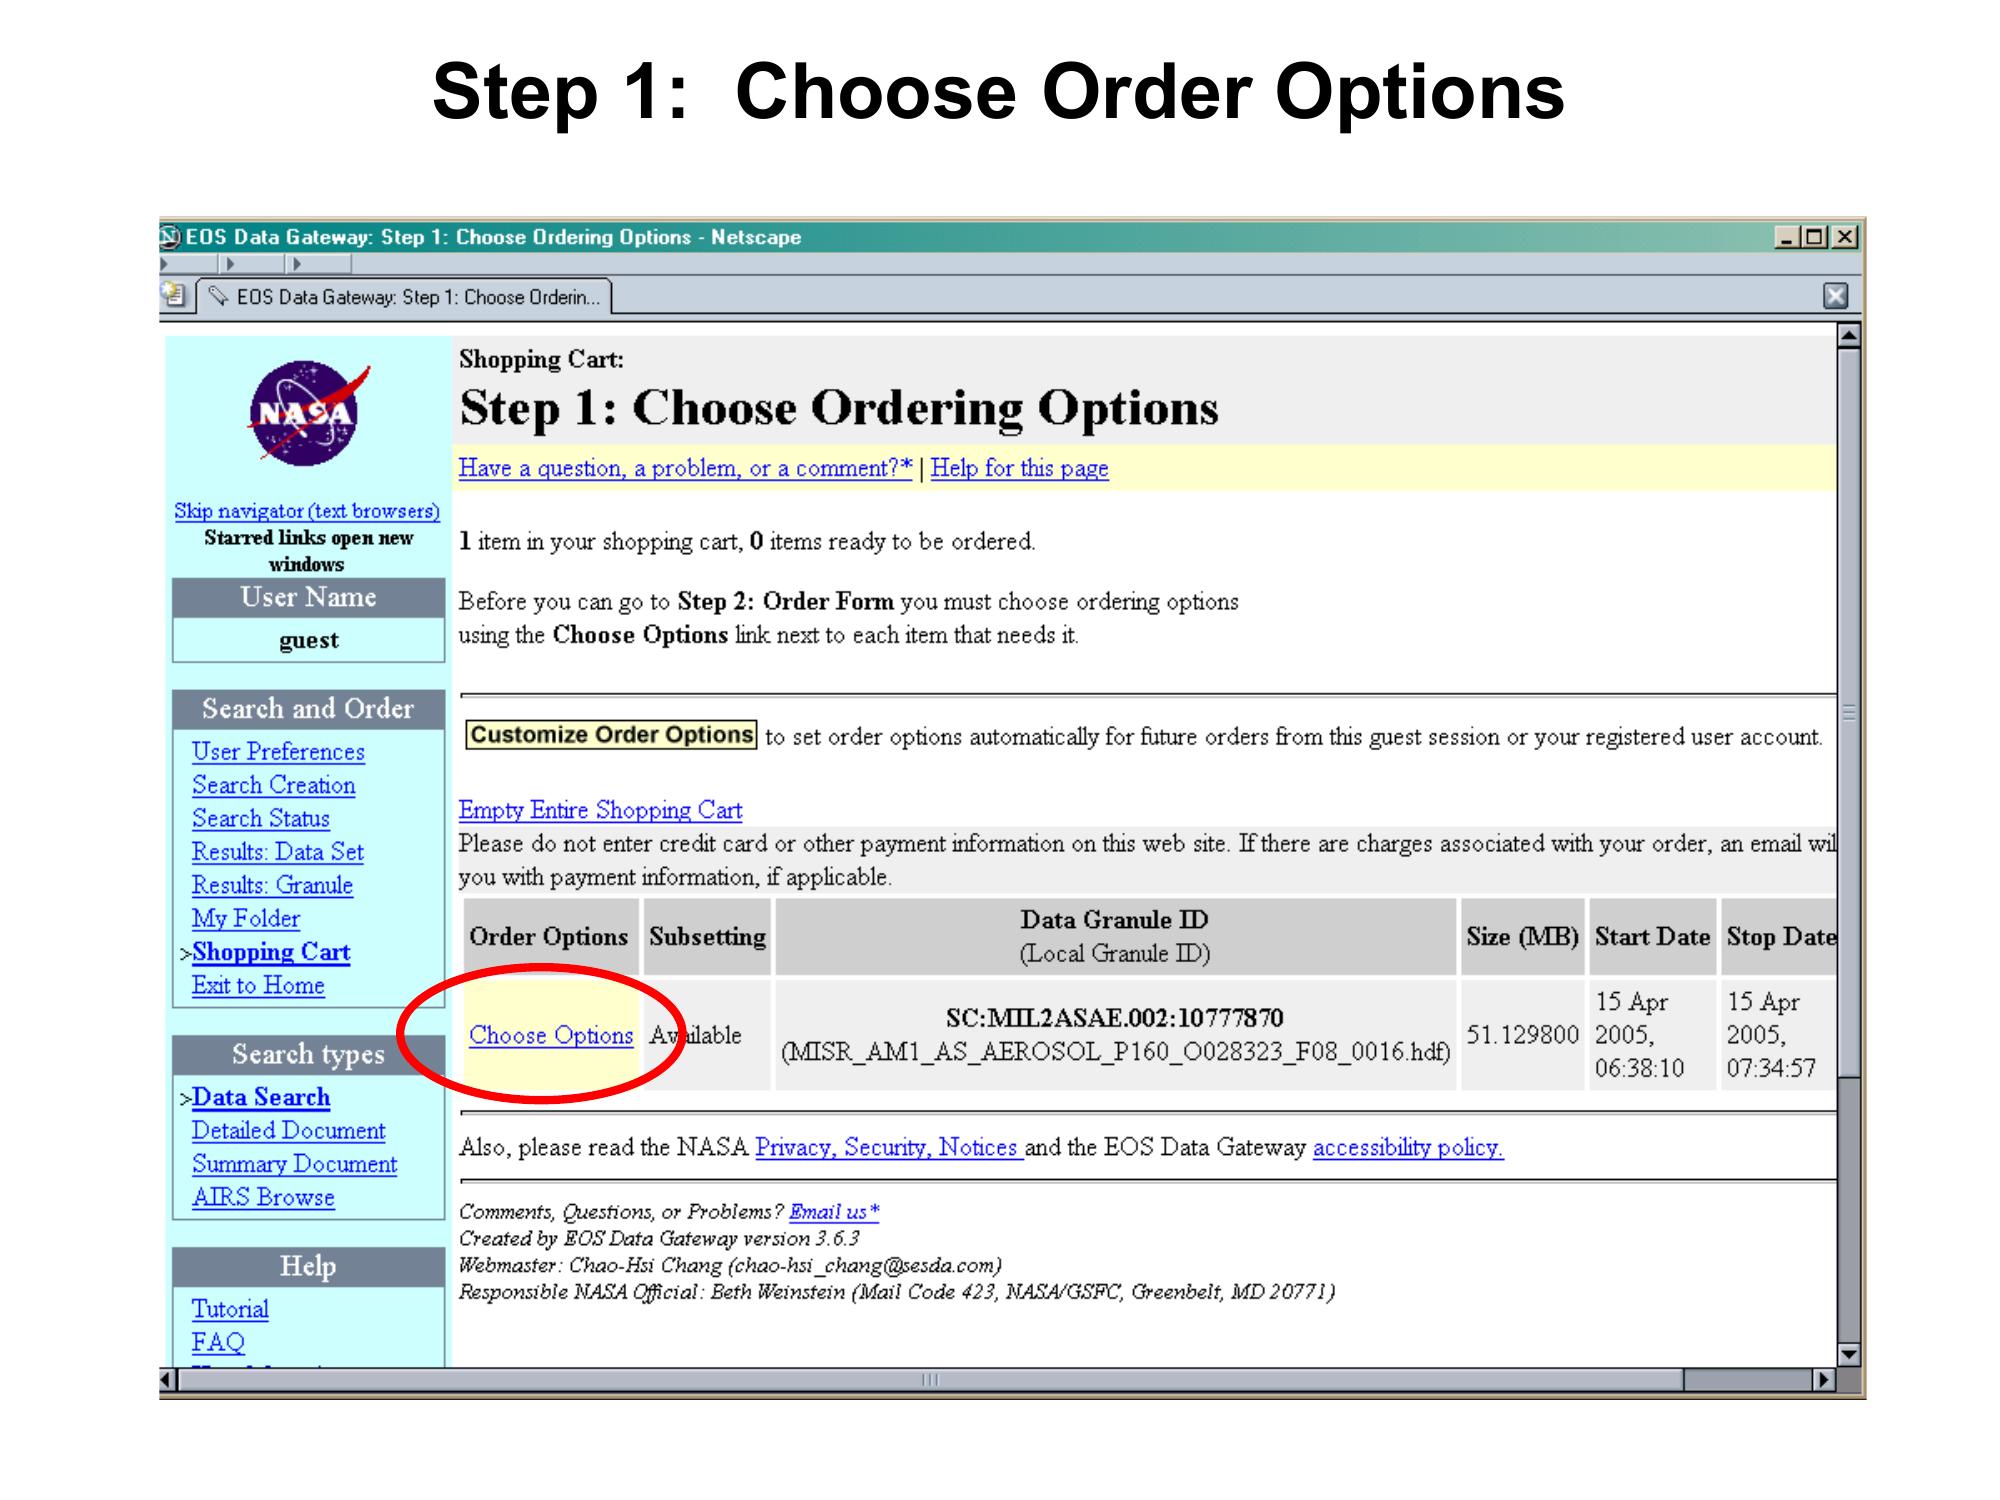 Step 1: Choose Order Options
EOS Data Gateway: Step 1: Choose Ordering Options - Netscape
EOS Data Gateway: Step 1: Choose Orderin...
NASA
Skip navigator (text browsers)
Starred links open new
windows
User Name
guest
Search and Order
User Preferences
Search Creation
Search Status
Results: Data Set
Results: Granule
My Folder
>Shopping Cart
Exit to Home
Search types
>Data Search
Detailed Document
Summary Document
AIRS Browse
Help
Tutorial
FAQ
Shopping Cart:
Step 1: Choose Ordering Options
Have a question, a problem, or a comment?* | Help for this page
1 item in your shopping cart, 0 items ready to be ordered.
Before you can go to Step 2: Order Form you must choose ordering options
using the Choose Options link next to each item that needs it.
Customize Order Options to set order options automatically for future orders from this guest session or your registered user account.
Empty Entire Shopping Cart
Please do not enter credit card or other payment information on this web site. If there are charges associated with your order, an email wil
you with payment information, if applicable.
Order Options Subsetting Data Granule ID (Local Granule ID) Size (MB) Start Date Stop Date
Choose Options Available SC:MIL2ASAE.002:10777870 (MISR_AM1_AS_AEROSOL_P160_O028323_F08_0016.hdf) 51.129800 15 Apr 2005, 06:38:10 15 Apr 2005, 07:34:57
Also, please read the NASA Privacy, Security, Notices and the EOS Data Gateway accessibility policy.
Comments, Questions, or Problems? Email us*
Created by EOS Data Gateway version 3.6.3
Webmaster: Chao-Hsi Chang (chao-hsi_chang@sesda.com)
Responsible NASA Official: Beth Weinstein (Mail Code 423, NASA/GSFC, Greenbelt, MD 20771)